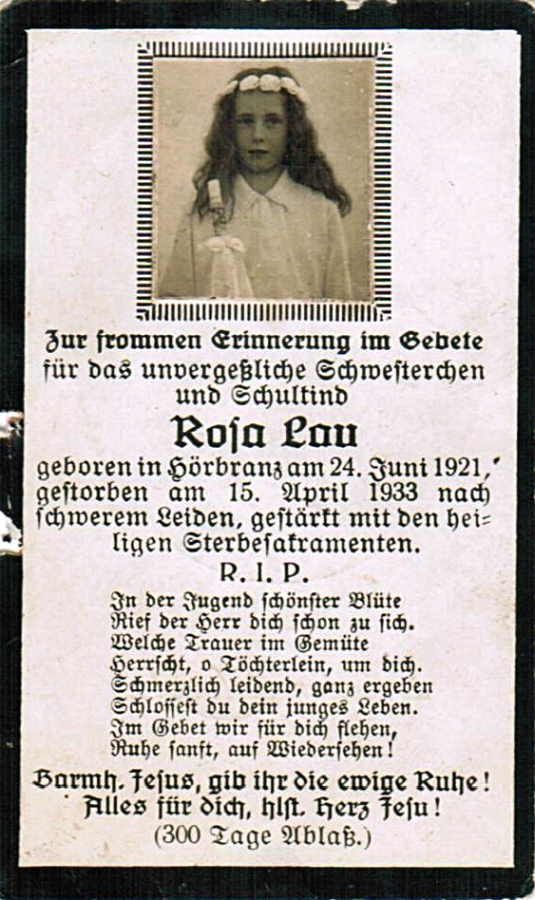 Zur frommen Erinnerung im Gebete
für das unvergeßliche Schwesterchen
und Schulkind
Rosa Lau
geboren in Hörbranz am 24. Juni 1921,
gestorben am 15. April 1933 nach
schwerem Leiden, gestärkt mit den hei-
ligen Sterbesakramenten.
R. I. P.
In der Jugend schönster Blüte
Rief der Herr dich schon zu sich.
Welche Trauer im Gemüte
Herrscht, o Töchterlein, um dich.
Schmerzlich leidend, ganz ergeben
Schlossest du dein junges Leben.
Im Gebet wir für dich flehen,
Ruhe sanft, auf Wiedersehen!
Barmh. Jesus, gib ihr die ewige Ruhe!
Alles für dich, hlst. Herz Jesu!
(300 Tage Ablaß.)